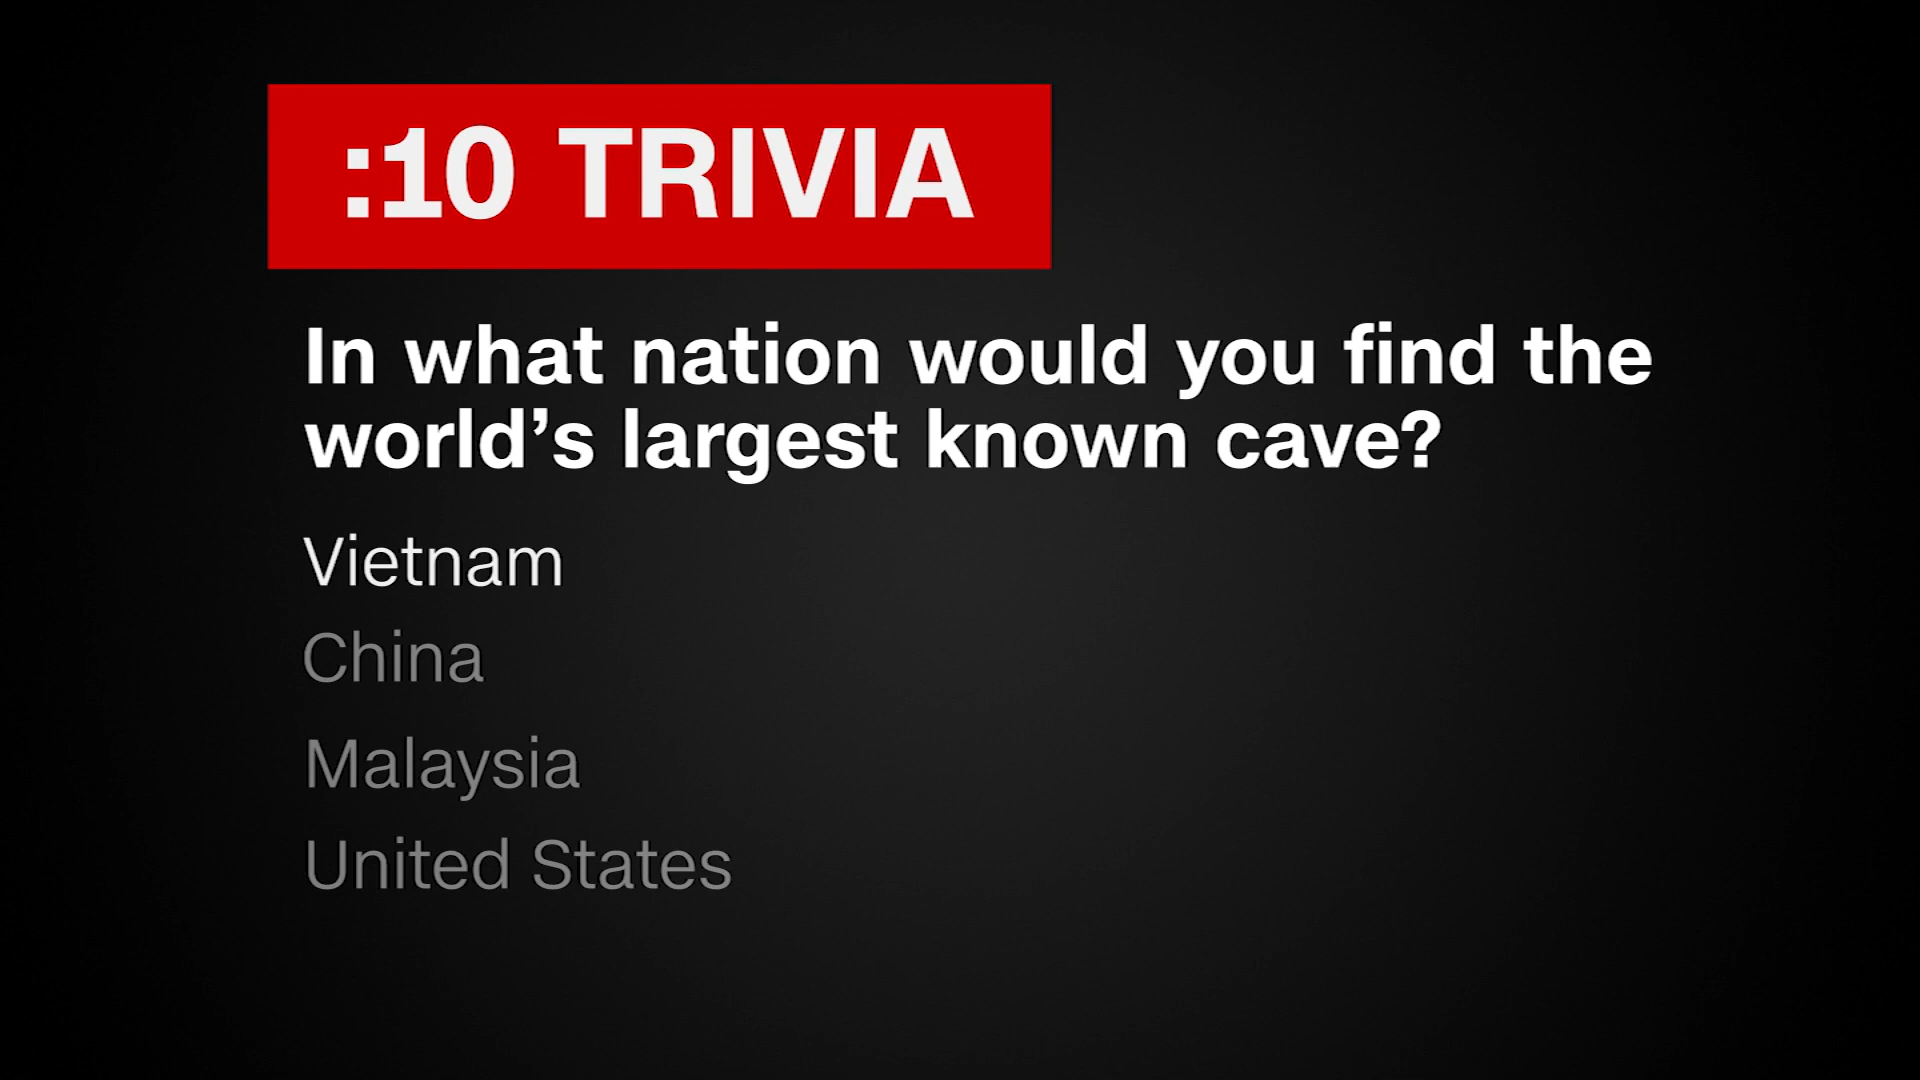 :10 TRIVIA
In what nation would you find the
world’s largest known cave?
Vietnam
China
Malaysia
United States